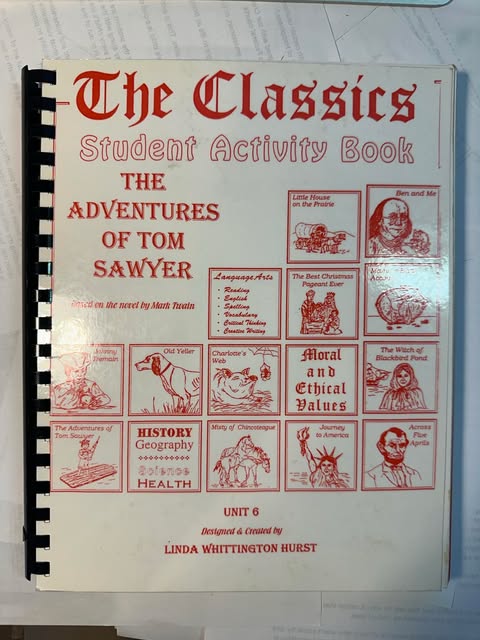 The Classics
Student Activity Book
THE
ADVENTURES
OF TOM
SAWYER
based on the novel by Mark Twain
Little House
on the Prairie
Ben and Me
Language Arts
• Reading
• English
• Spelling
• Vocabulary
• Critical Thinking
• Creative Writing
The Best Christmas
Pageant Ever
Johnny
Tremain
Old Yeller
Charlotte's
Web
Moral
and
Ethical
Values
The Witch of
Blackbird Pond
The Adventures of
Tom Sawyer
HISTORY
Geography
Science
HEALTH
Misty of Chincoteague
Journey
to America
Across
Five
Aprils
UNIT 6
Designed & Created by
LINDA WHITTINGTON HURST